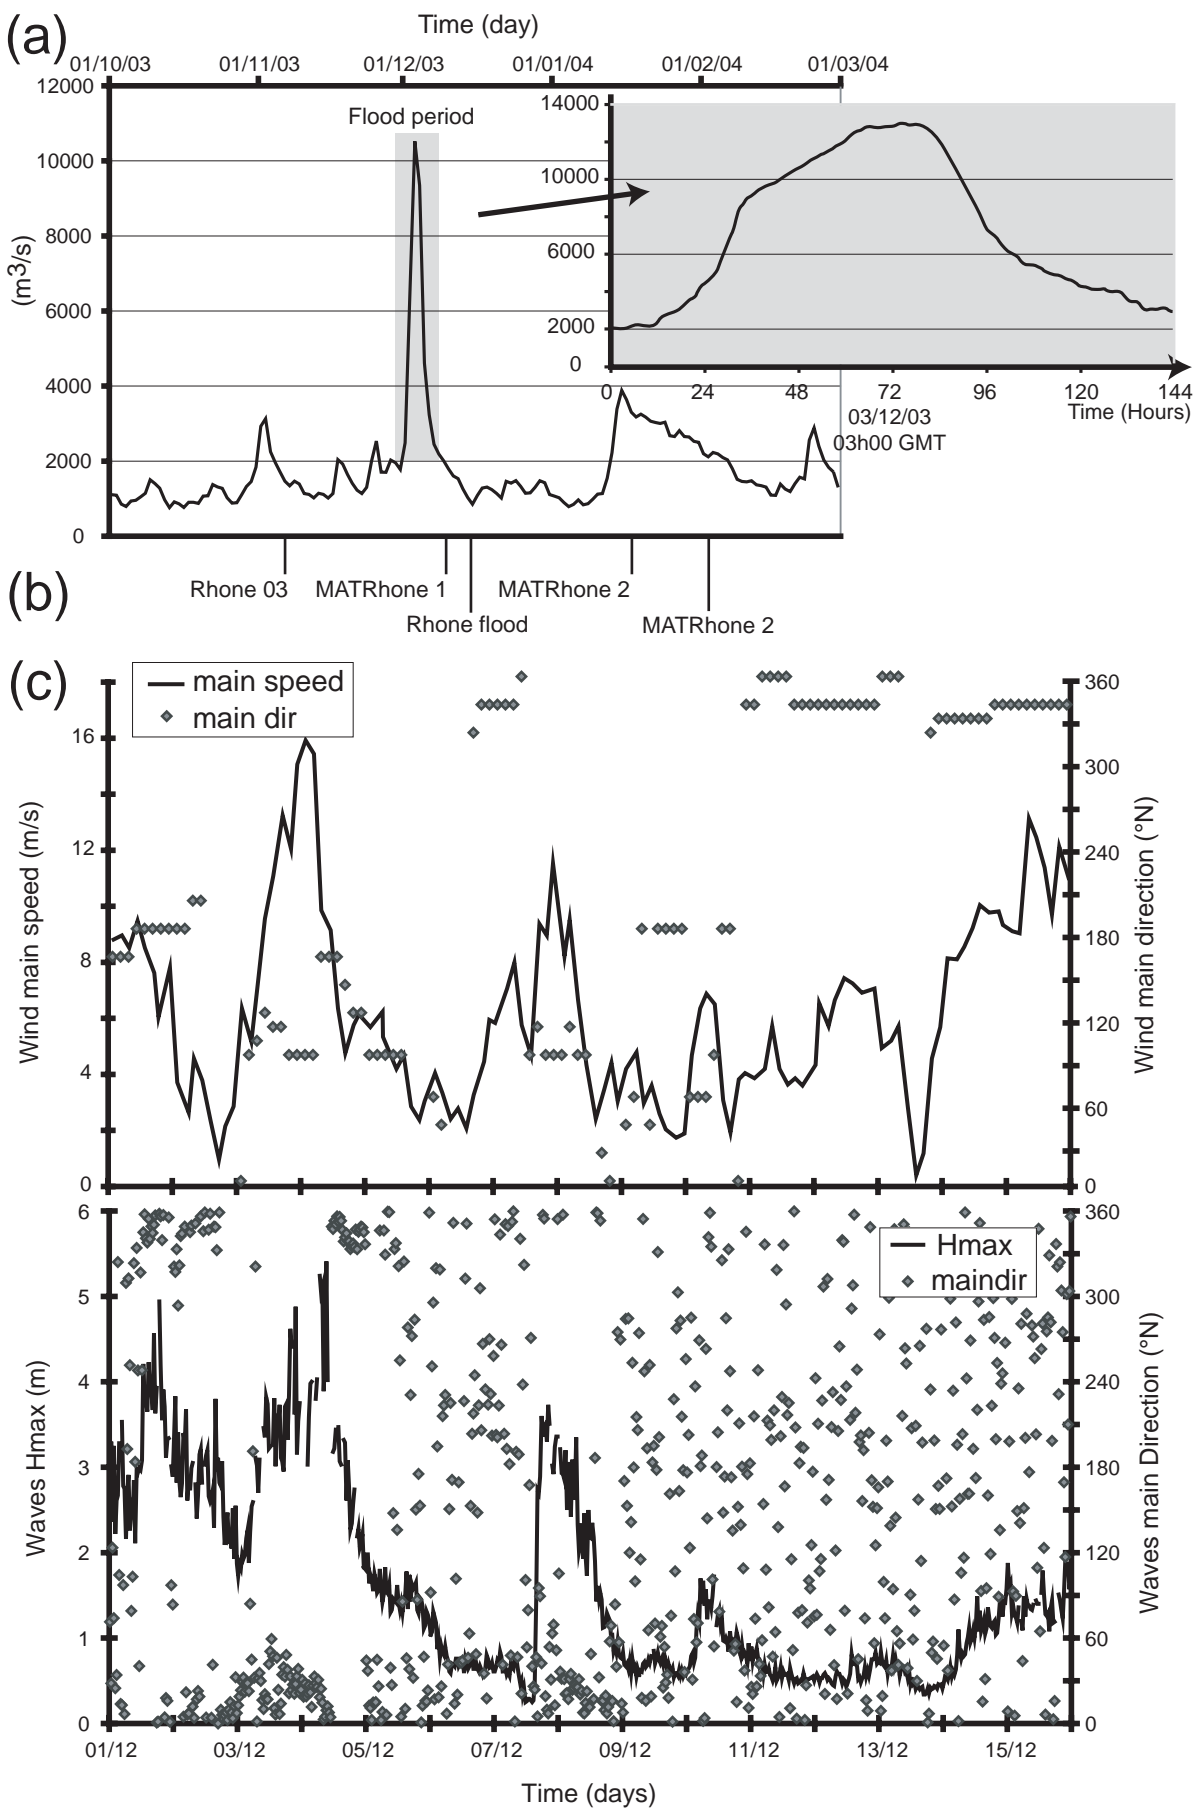 (a)
Time (day)
01/10/03 01/11/03 01/12/03 01/01/04 01/02/04 01/03/04
12000
10000
8000
6000
4000
2000
0
(m3/s)
Flood period
14000
10000
6000
2000
0
0 24 48 72 96 120 144
03/12/03
03h00 GMT
Time (Hours)
(b)
Rhone 03 MATRhone 1 MATRhone 2
Rhone flood MATRhone 2
(c)
main speed
main dir
16
12
8
4
0
Wind main speed (m/s)
360
300
240
180
120
60
0
Wind main direction (°N)
Hmax
maindir
6
5
4
3
2
1
0
Waves Hmax (m)
360
300
240
180
120
60
0
Waves main Direction (°N)
01/12 03/12 05/12 07/12 09/12 11/12 13/12 15/12
Time (days)